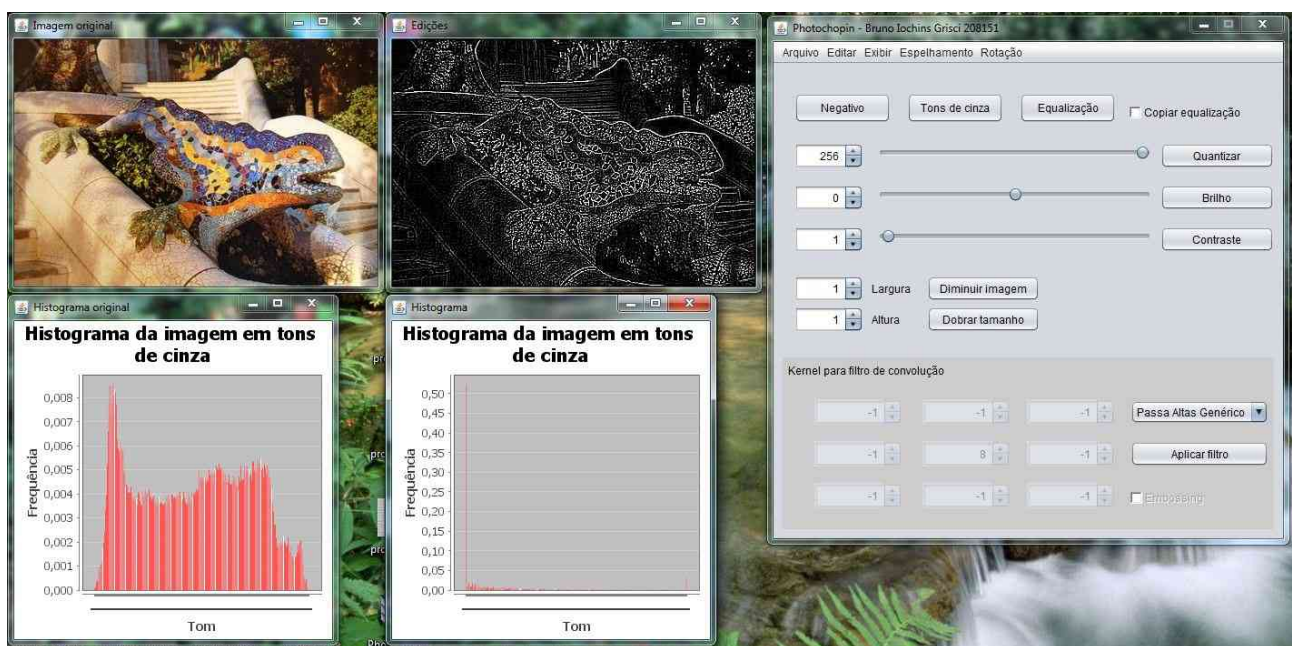 Imagem original
Edições
Photochopin - Bruno Iochins Grisci 208151
Arquivo Editar Exibir Espelhamento Rotação
Negativo
Tons de cinza
Equalização
Copiar equalização
256
Quantizar
0
Brilho
1
Contraste
1
Largura
Diminuir imagem
1
Altura
Dobrar tamanho
Kernel para filtro de convolução
-1 -1 -1
Passa Altas Genérico
-1 8 -1
Aplicar filtro
-1 -1 -1
Embossing
Histograma original
Histograma da imagem em tons
de cinza
0,008
0,007
0,006
0,005
0,004
0,003
0,002
0,001
0,000
Frequência
Tom
Histograma
Histograma da imagem em tons
de cinza
0,50
0,45
0,40
0,35
0,30
0,25
0,20
0,15
0,10
0,05
0,00
Frequência
Tom